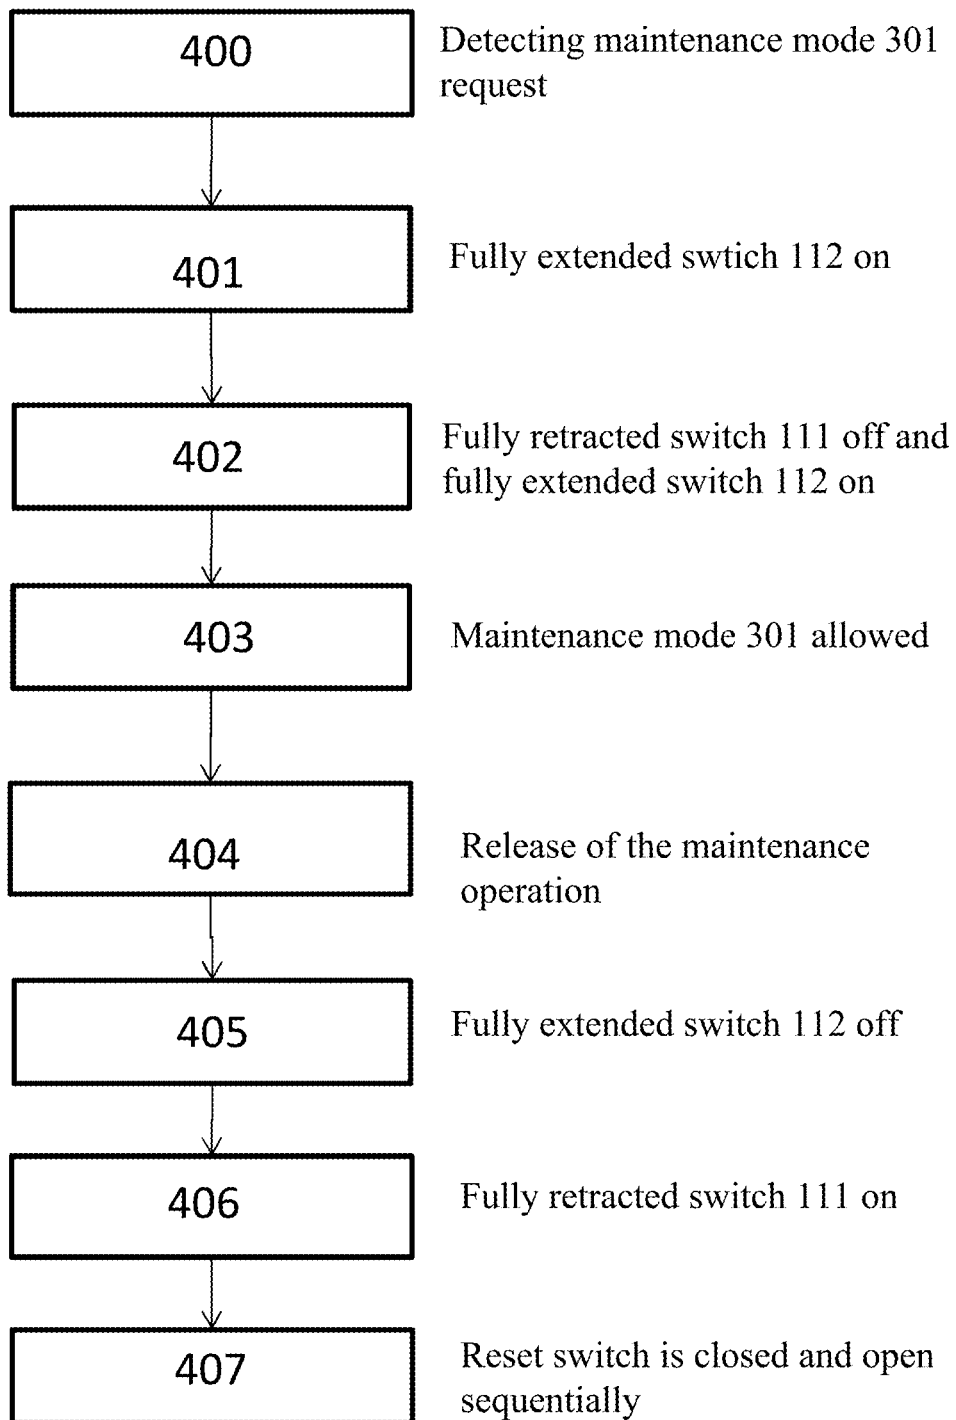 400
Detecting maintenance mode 301
request
401
Fully extended swtich 112 on
402
Fully retracted switch 111 off and
fully extended switch 112 on
403
Maintenance mode 301 allowed
404
Release of the maintenance
operation
405
Fully extended switch 112 off
406
Fully retracted switch 111 on
407
Reset switch is closed and open
sequentially